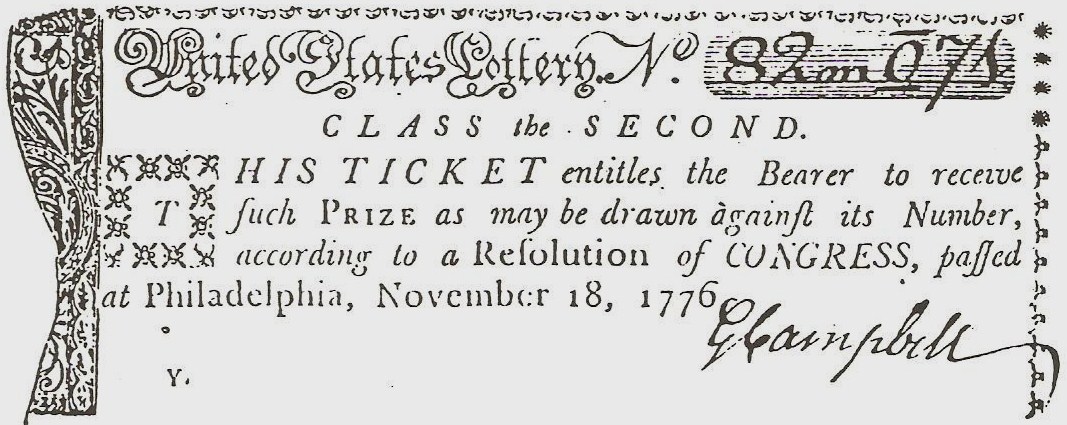 United States Lottery. No. 82 m 071
CLASS the SECOND.
THIS TICKET entitles the Bearer to receive
ſuch PRIZE as may be drawn àgainſt its Number,
according to a Reſolution of CONGRESS, paſſed
at Philadelphia, November 18, 1776
G Campbell
Y.